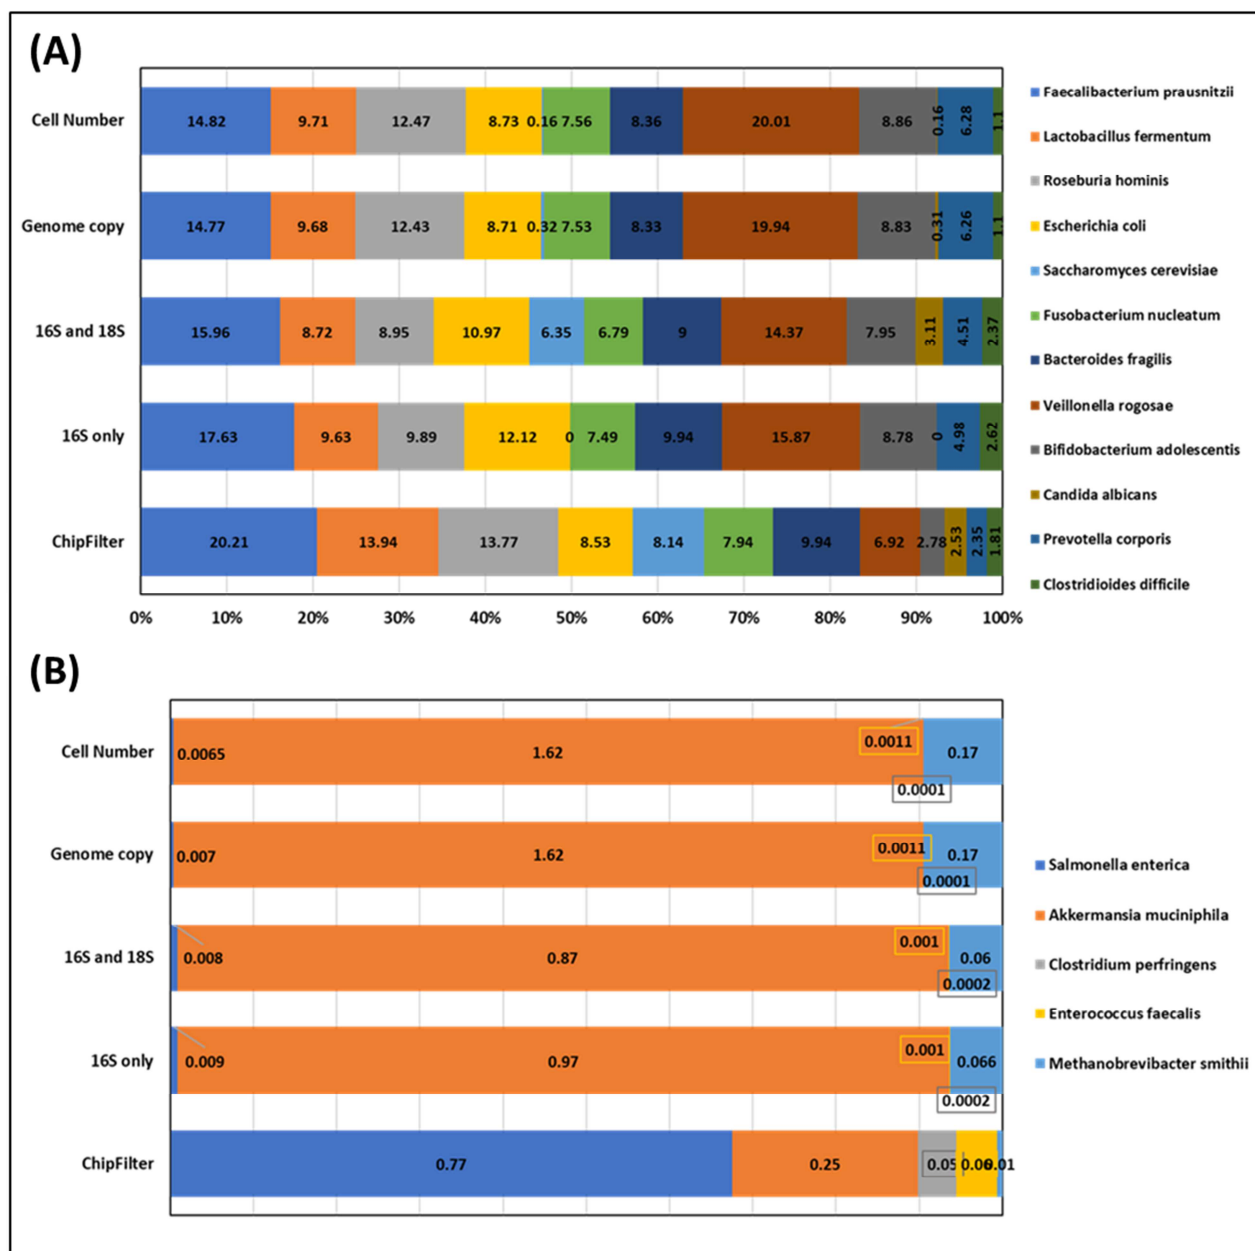 (A)
Cell Number 14.82 9.71 12.47 8.73 0.16 7.56 8.36 20.01 8.86 0.16 6.28 1.1
Genome copy 14.77 9.68 12.43 8.71 0.32 7.53 8.33 19.94 8.83 0.31 6.26 1.1
16S and 18S 15.96 8.72 8.95 10.97 6.35 6.79 9 14.37 7.95 3.11 4.51 2.37
16S only 17.63 9.63 9.89 12.12 0 7.49 9.94 15.87 8.78 0 4.98 2.62
ChipFilter 20.21 13.94 13.77 8.53 8.14 7.94 9.94 6.92 2.78 2.53 2.35 1.81
0% 10% 20% 30% 40% 50% 60% 70% 80% 90% 100%
Faecalibacterium prausnitzii
Lactobacillus fermentum
Roseburia hominis
Escherichia coli
Saccharomyces cerevisiae
Fusobacterium nucleatum
Bacteroides fragilis
Veillonella rogosae
Bifidobacterium adolescentis
Candida albicans
Prevotella corporis
Clostridioides difficile
(B)
Cell Number 0.0065 1.62 0.0011 0.17
0.0001
Genome copy 0.007 1.62 0.0011 0.17
0.0001
16S and 18S 0.008 0.87 0.001 0.06
0.0002
16S only 0.009 0.97 0.001 0.066
0.0002
ChipFilter 0.77 0.25 0.05 0.06 0.01
Salmonella enterica
Akkermansia muciniphila
Clostridium perfringens
Enterococcus faecalis
Methanobrevibacter smithii